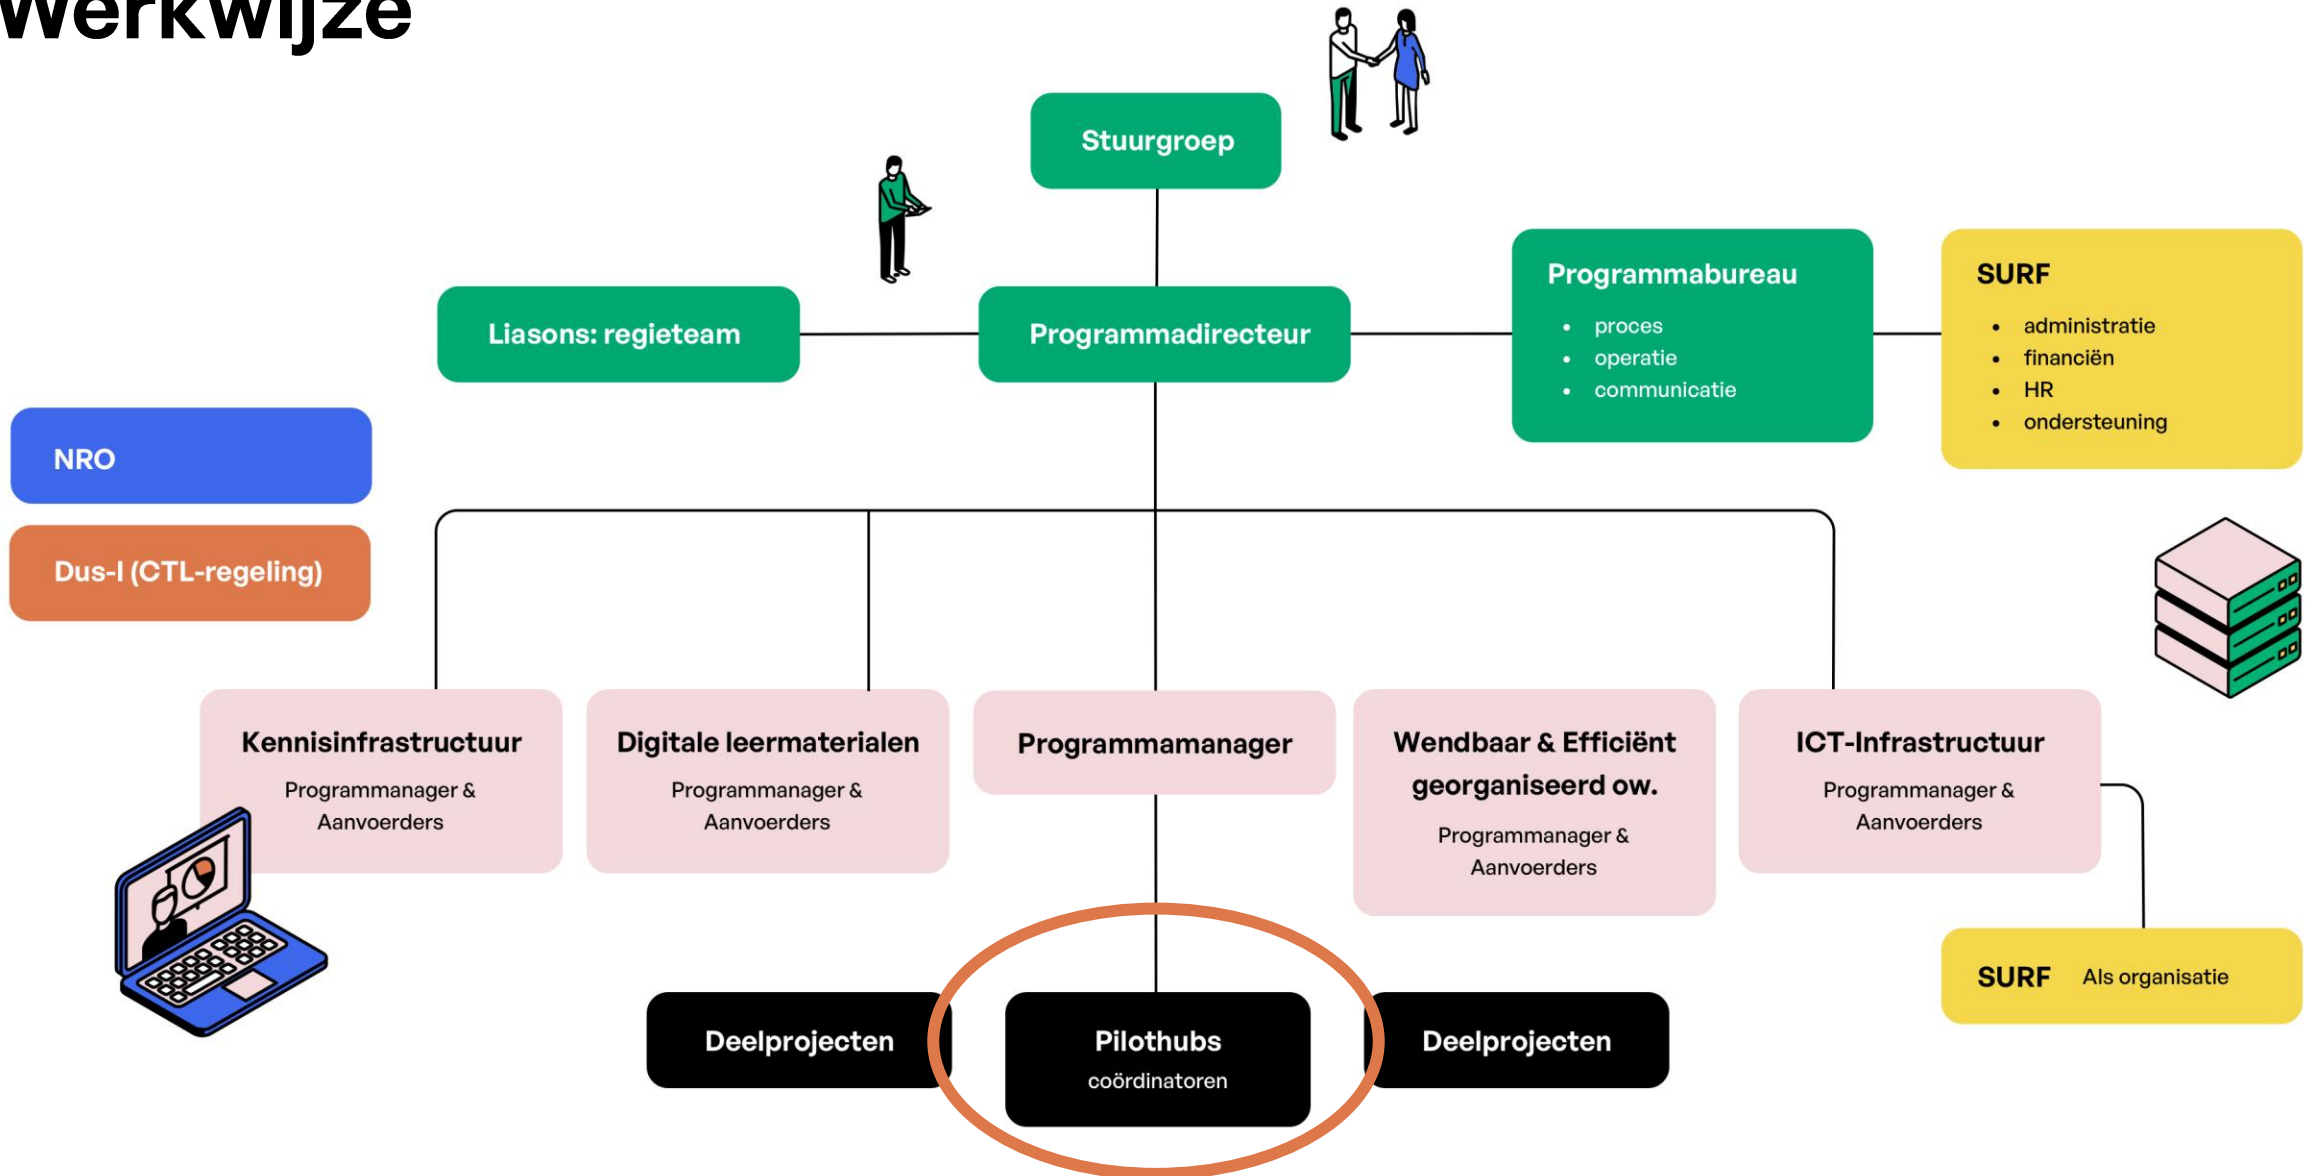 Werkwijze
Stuurgroep
Liasons: regieteam
Programmadirecteur
Programmabureau
• proces
• operatie
• communicatie
SURF
• administratie
• financiën
• HR
• ondersteuning
NRO
Dus-I (CTL-regeling)
Kennisinfrastructuur
Programmanager &
Aanvoerders
Digitale leermaterialen
Programmanager &
Aanvoerders
Programmamanager
Wendbaar & Efficiënt
georganiseerd ow.
Programmanager &
Aanvoerders
ICT-Infrastructuur
Programmanager &
Aanvoerders
SURF Als organisatie
Deelprojecten
Pilothubs
coördinatoren
Deelprojecten